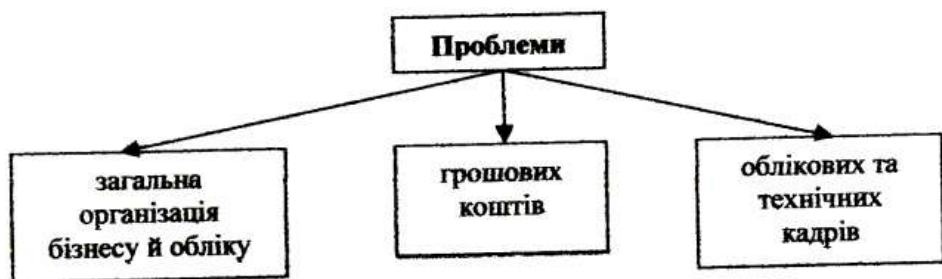 Проблеми
загальна
організація
бізнесу й обліку
грошових
коштів
облікових та
технічних
кадрів